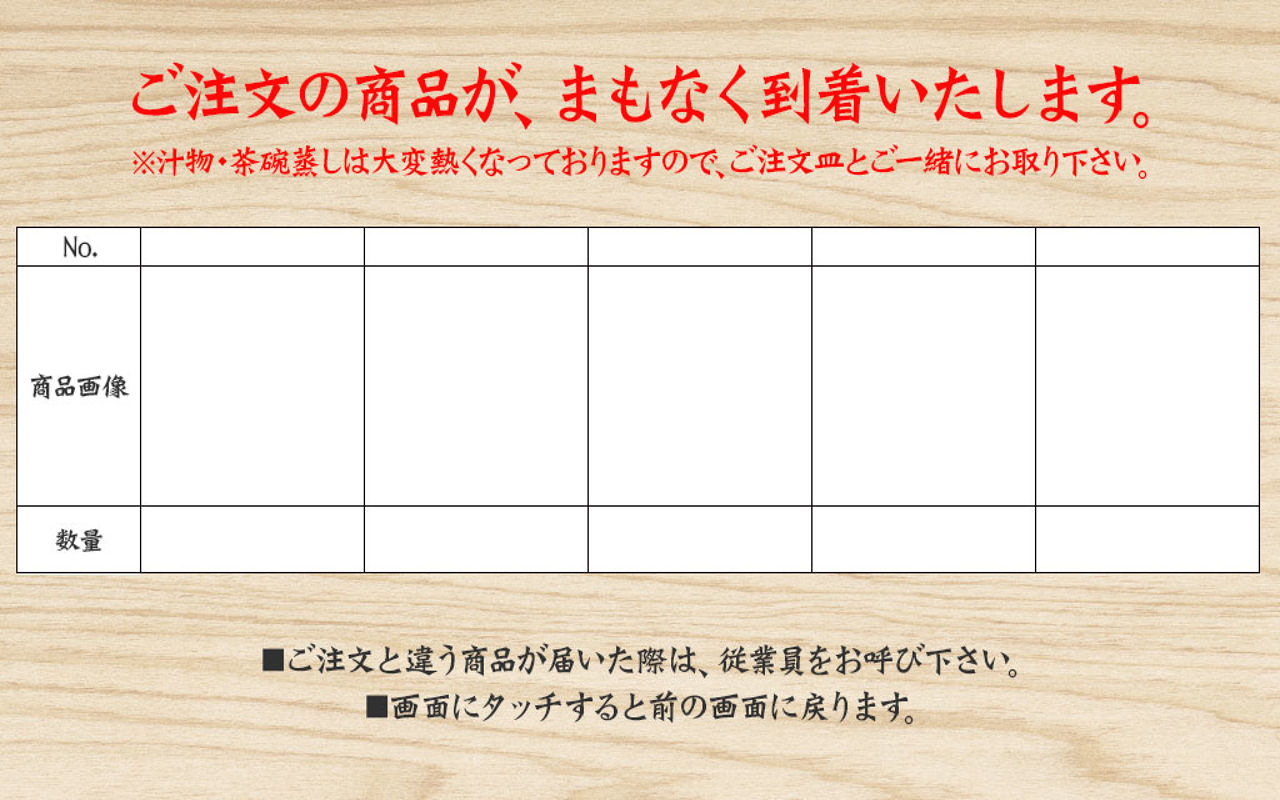 ご注文の商品が、まもなく到着いたします。
※汁物・茶碗蒸しは大変熱くなっておりますので、ご注文皿とご一緒にお取り下さい。
No.
商品画像
数量
■ご注文と違う商品が届いた際は、従業員をお呼び下さい。
■画面にタッチすると前の画面に戻ります。